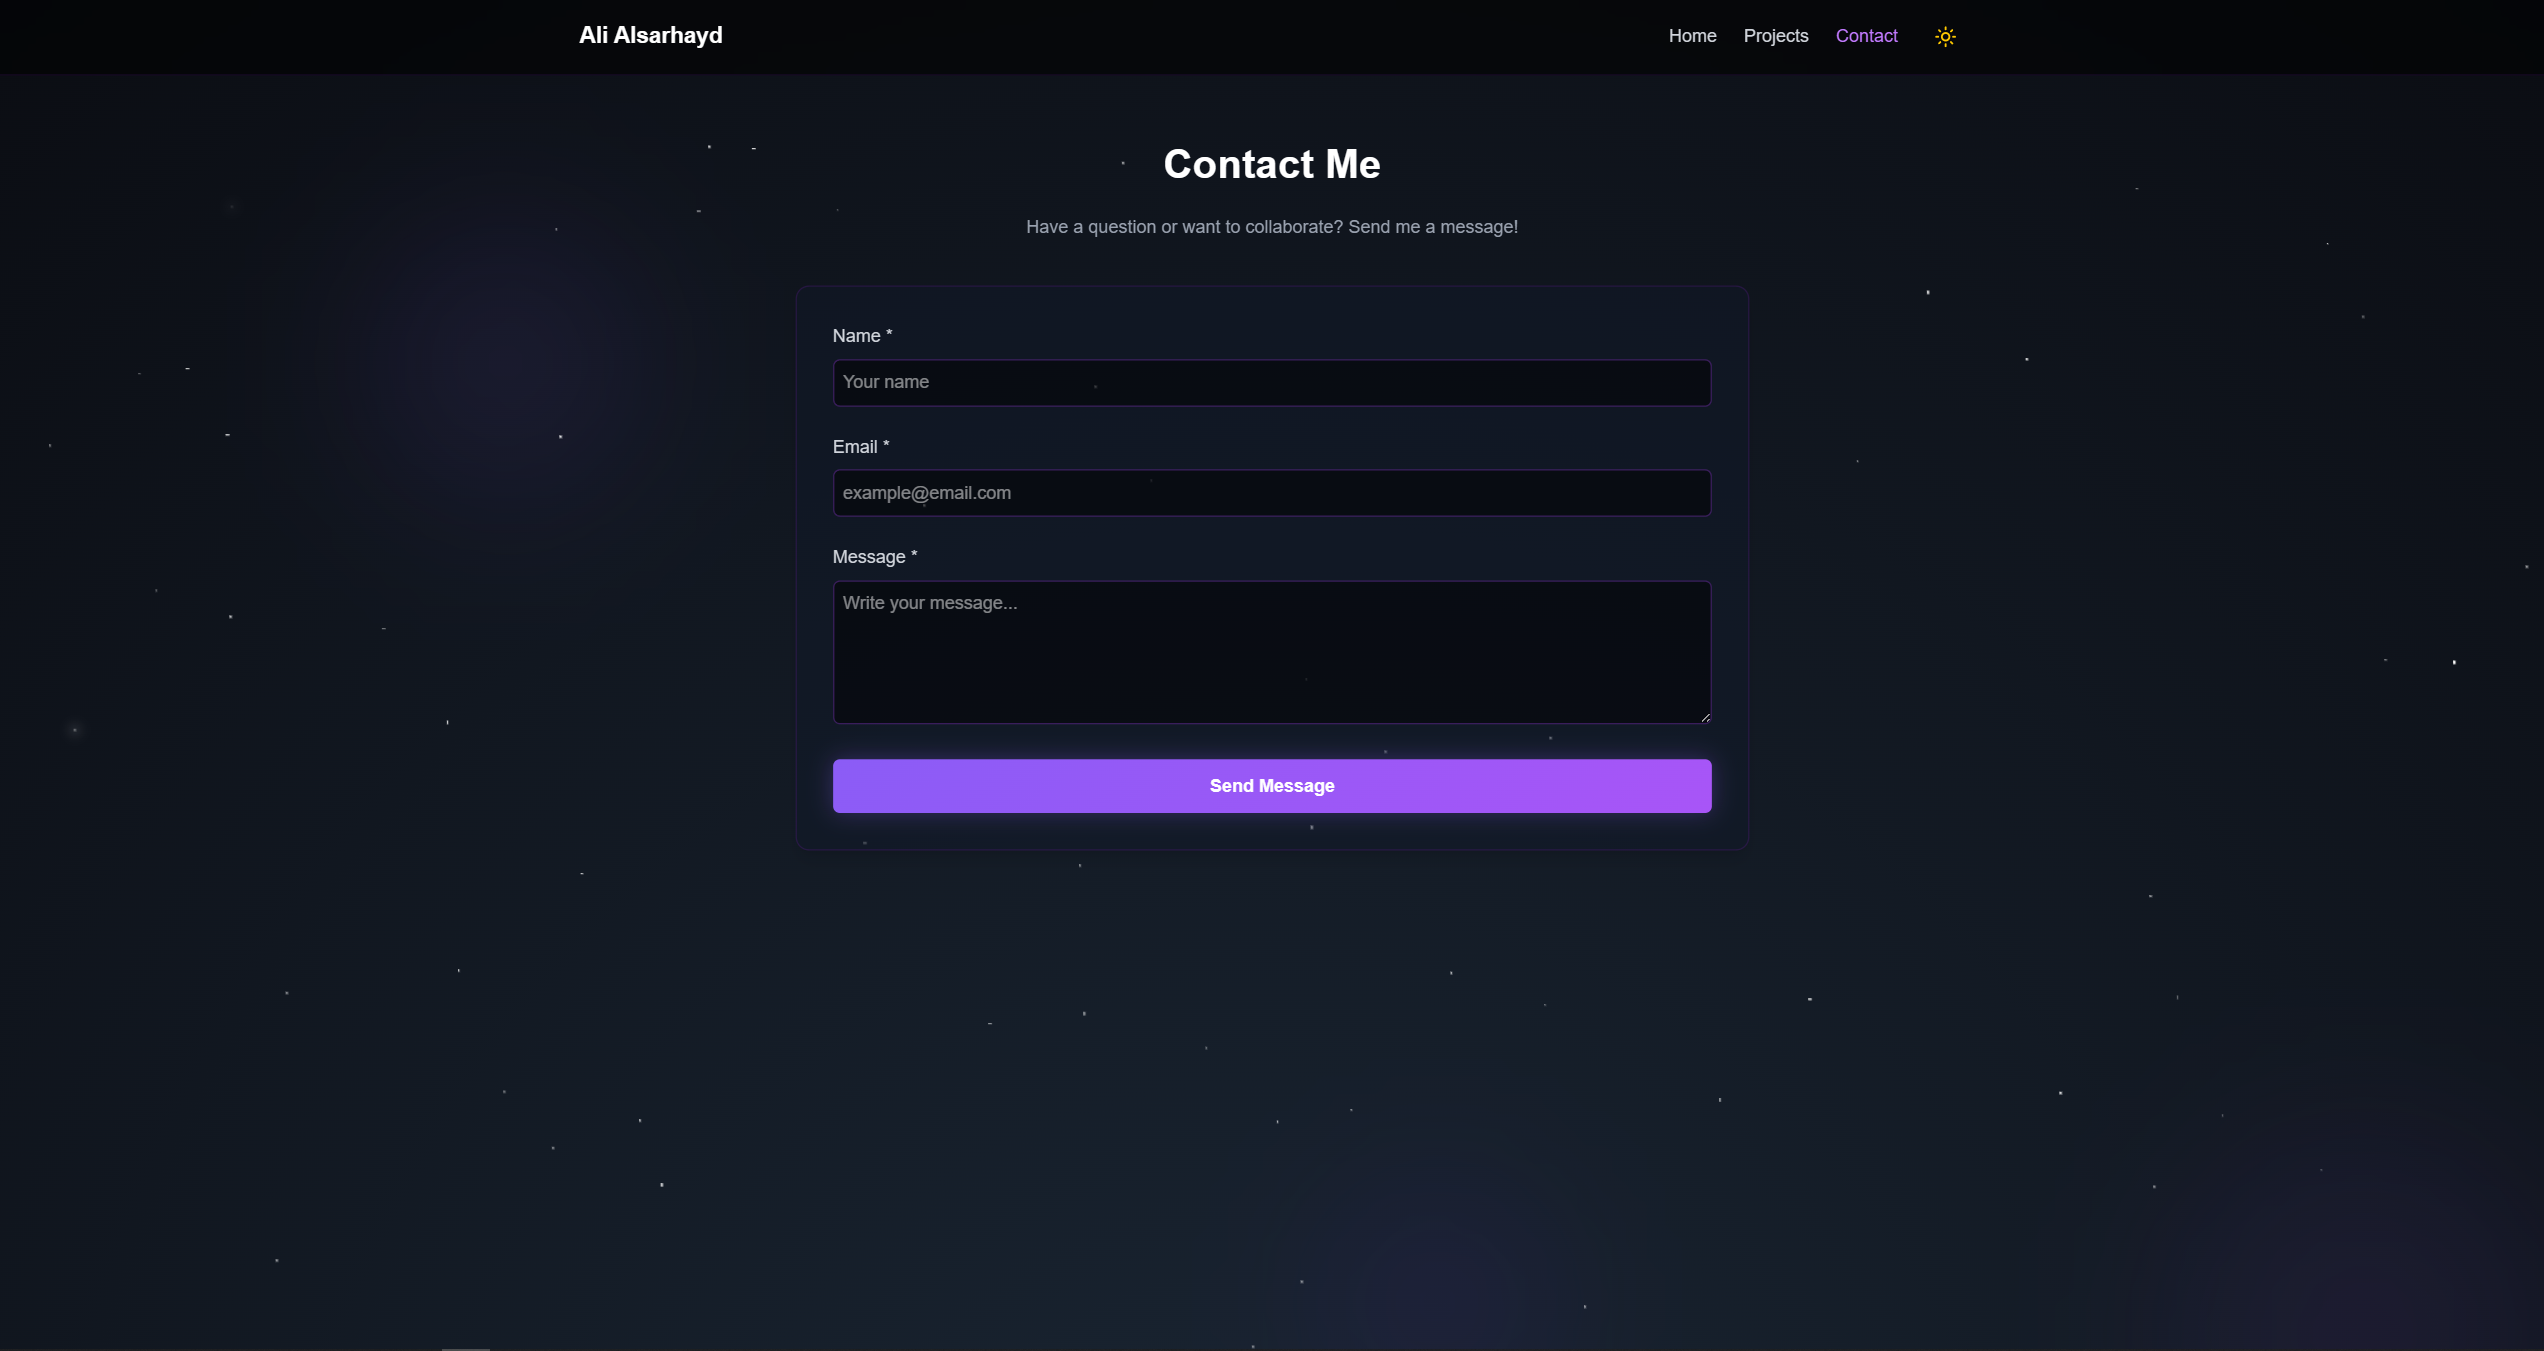 Ali Alsarhayd
Home Projects Contact
Contact Me
Have a question or want to collaborate? Send me a message!
Name *
Your name
Email *
example@email.com
Message *
Write your message...
Send Message